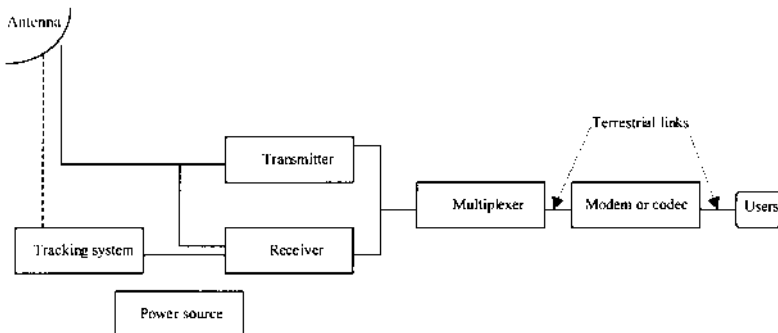 Antenna
Terrestrial links
Transmitter
Multiplexer
Modem or codec
Users
Tracking system
Receiver
Power source